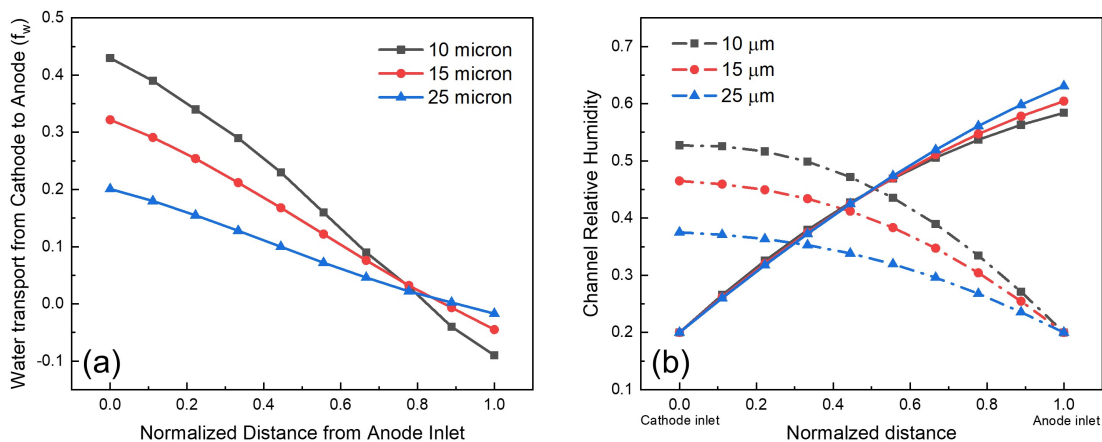 Water transport from Cathode to Anode (f_w)
0.5
0.4
0.3
0.2
0.1
0.0
-0.1
10 micron
15 micron
25 micron
(a)
0.0 0.2 0.4 0.6 0.8 1.0
Normalized Distance from Anode Inlet
Channel Relative Humidity
0.7
0.6
0.5
0.4
0.3
0.2
0.1
10 μm
15 μm
25 μm
(b)
0.0 0.2 0.4 0.6 0.8 1.0
Cathode inlet Anode inlet
Normalzed distance